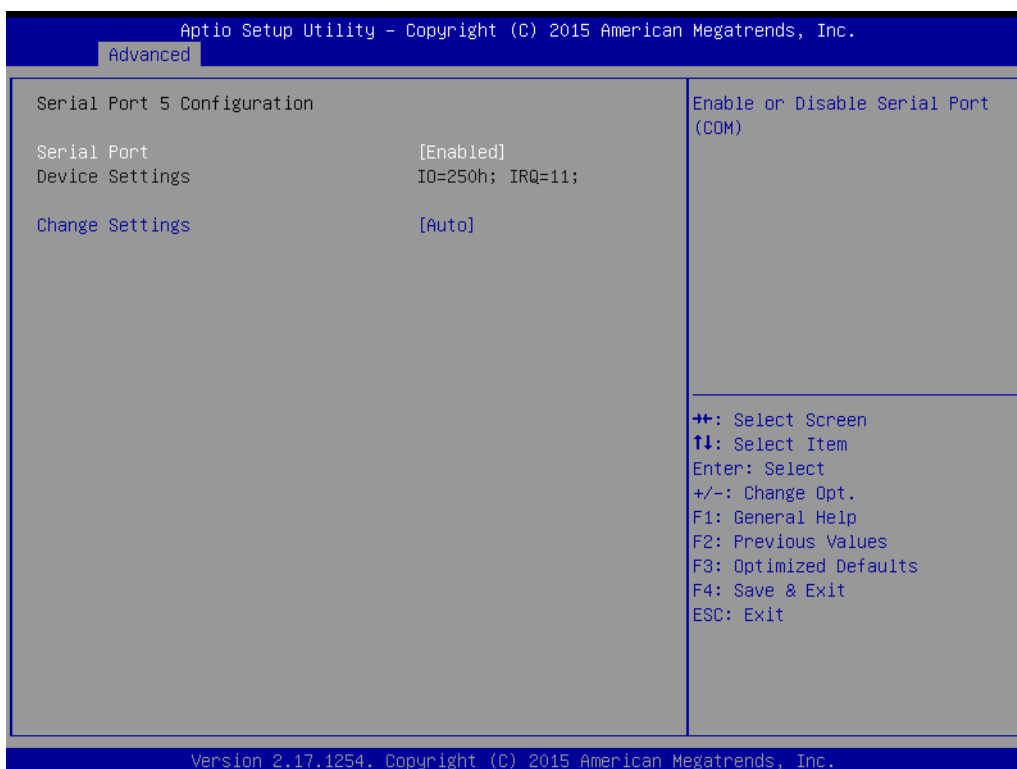 Aptio Setup Utility – Copyright (C) 2015 American Megatrends, Inc.
Advanced
Serial Port 5 Configuration
Serial Port [Enabled]
Device Settings IO=250h; IRQ=11;
Change Settings [Auto]
Enable or Disable Serial Port
(COM)
→←: Select Screen
↑↓: Select Item
Enter: Select
+/-: Change Opt.
F1: General Help
F2: Previous Values
F3: Optimized Defaults
F4: Save & Exit
ESC: Exit
Version 2.17.1254. Copyright (C) 2015 American Megatrends, Inc.